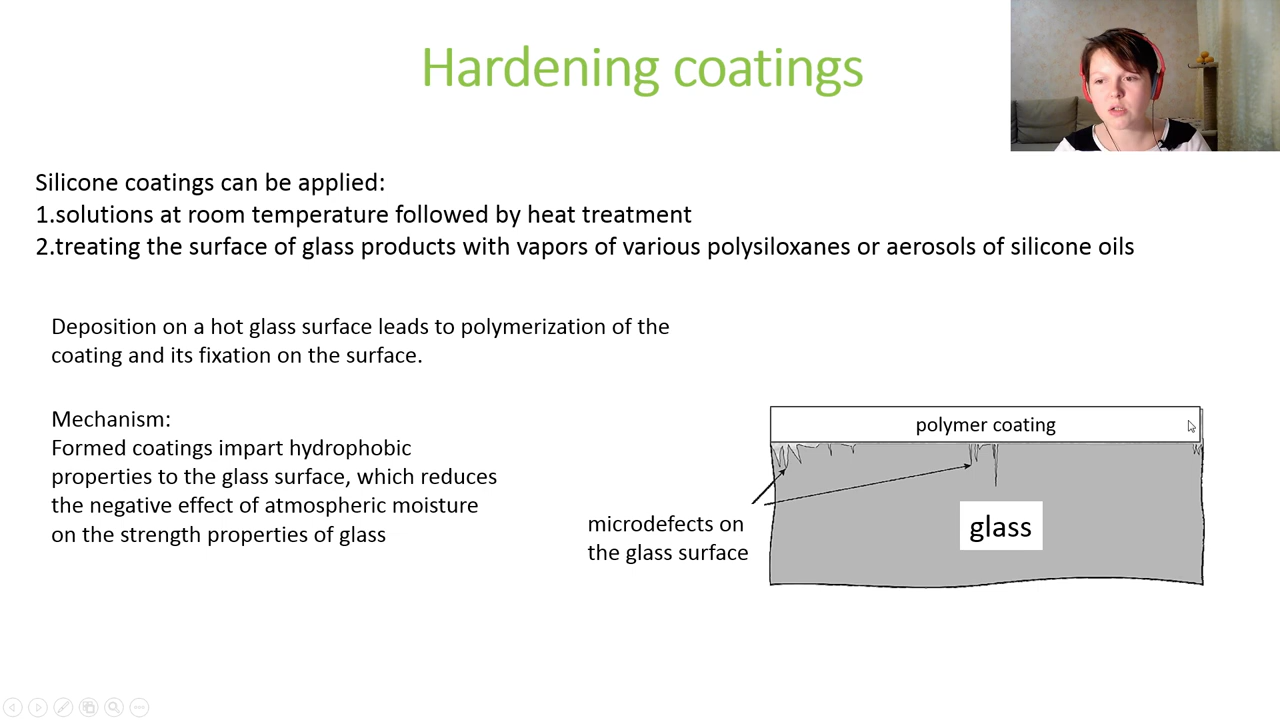 Hardening coatings
Silicone coatings can be applied:
1.solutions at room temperature followed by heat treatment
2.treating the surface of glass products with vapors of various polysiloxanes or aerosols of silicone oils
Deposition on a hot glass surface leads to polymerization of the
coating and its fixation on the surface.
Mechanism:
Formed coatings impart hydrophobic
properties to the glass surface, which reduces
the negative effect of atmospheric moisture
on the strength properties of glass
polymer coating
glass
microdefects on
the glass surface